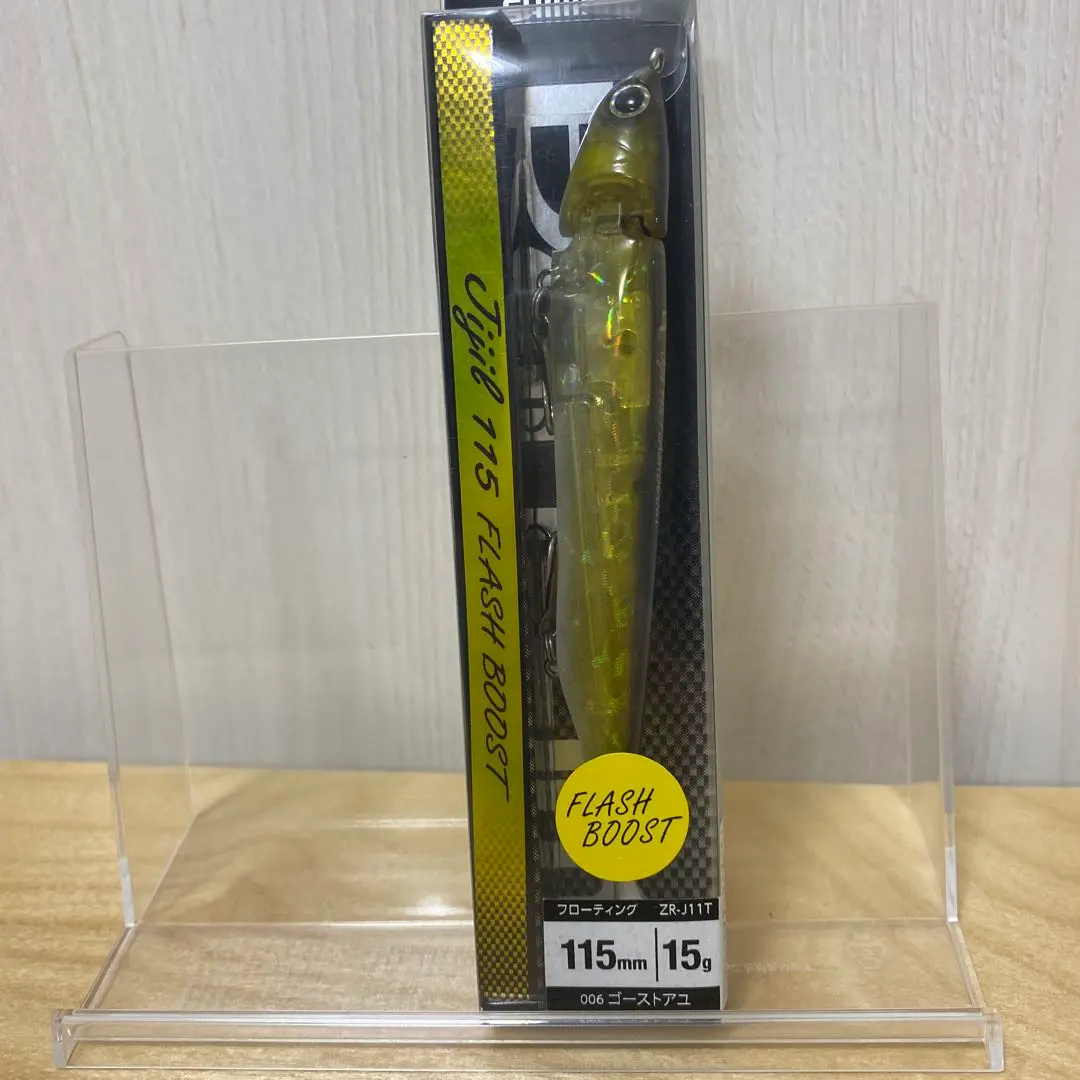 Jijil 115 FLASH BOOST
FLASH
BOOST
フローティング ZR-J11T
115mm 15g
006 ゴーストアユ